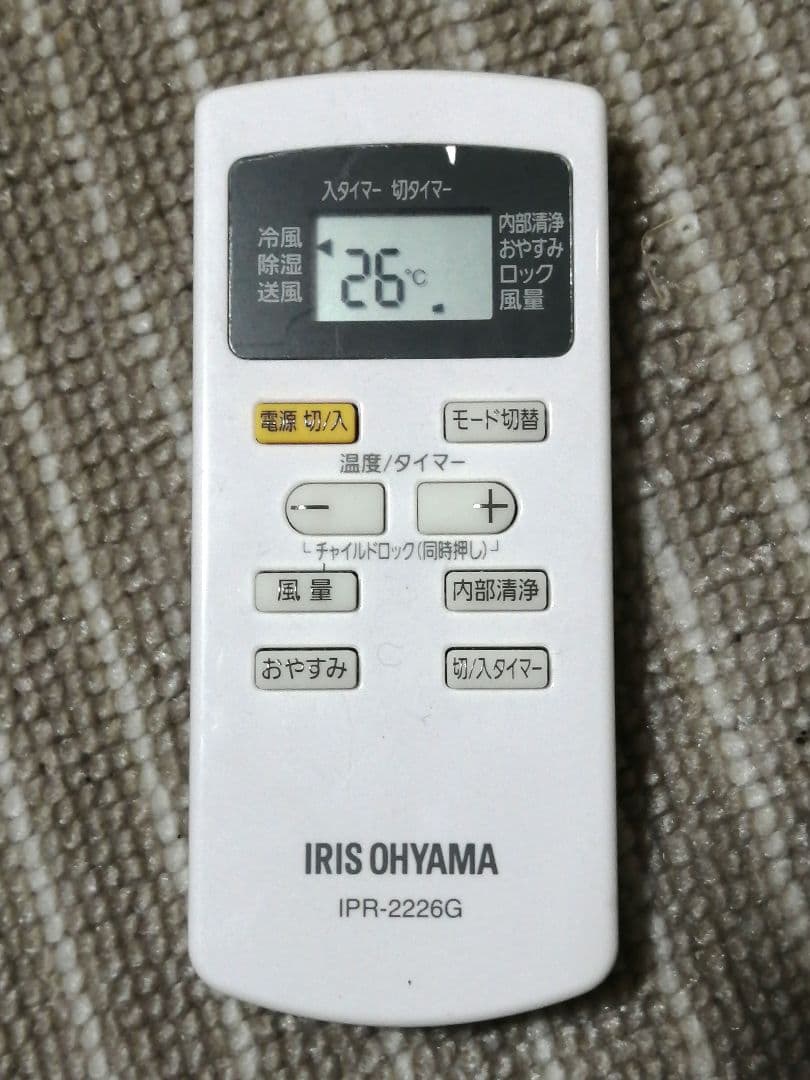 入タイマー 切タイマー
冷風
除湿
送風
26℃
内部清浄
おやすみ
ロック
風量
電源 切/入
モード切替
温度/タイマー
−
+
チャイルドロック(同時押し)
風量
内部清浄
おやすみ
切/入タイマー
IRIS OHYAMA
IPR-2226G